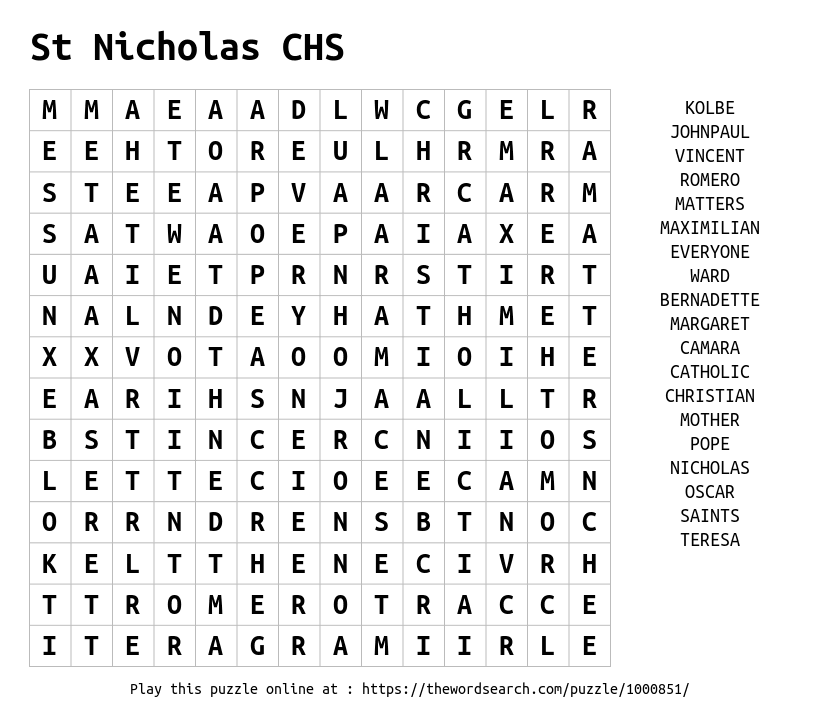 St Nicholas CHS
M M A E A A D L W C G E L R
E E H T O R E U L H R M R A
S T E E A P V A A R C A R M
S A T W A O E P A I A X E A
U A I E T P R N R S T I R T
N A L N D E Y H A T H M E T
X X V O T A O O M I O I H E
E A R I H S N J A A L L T R
B S T I N C E R C N I I O S
L E T T E C I O E E C A M N
O R R N D R E N S B T N O C
K E L T T H E N E C I V R H
T T R O M E R O T R A C C E
I T E R A G R A M I I R L E
KOLBE
JOHNPAUL
VINCENT
ROMERO
MATTERS
MAXIMILIAN
EVERYONE
WARD
BERNADETTE
MARGARET
CAMARA
CATHOLIC
CHRISTIAN
MOTHER
POPE
NICHOLAS
OSCAR
SAINTS
TERESA
Play this puzzle online at : https://thewordsearch.com/puzzle/1000851/